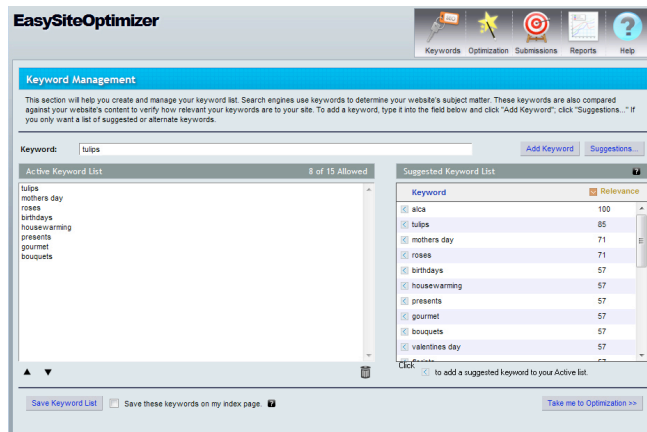 EasySiteOptimizer
Keywords Optimization Submissions Reports Help
Keyword Management
This section will help you create and manage your keyword list. Search engines use keywords to determine your website's subject matter. These keywords are also compared
against your website's content to verify how relevant your keywords are to your site. To add a keyword, type it into the field below and click "Add Keyword"; click "Suggestions..." if
you only want a list of suggested or alternate keywords.
Keyword: tulips Add Keyword Suggestions...
Active Keyword List 8 of 15 Allowed
tulips
mothers day
roses
birthdays
housewarming
presents
gourmet
bouquets
Suggested Keyword List ?
Keyword Relevance
alca 100
tulips 85
mothers day 71
roses 71
birthdays 57
housewarming 57
presents 57
gourmet 57
bouquets 57
valentines day 57
Click to add a suggested keyword to your Active list.
Save Keyword List Save these keywords on my index page. ? Take me to Optimization >>